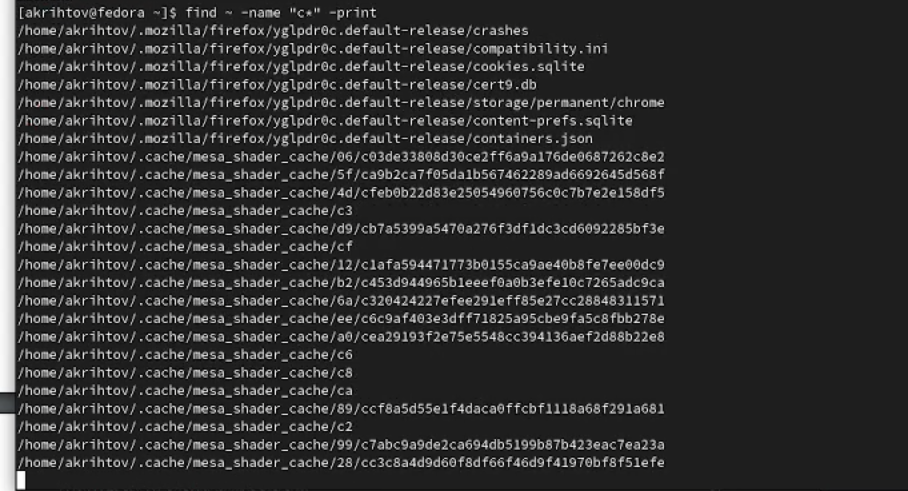 [akrihtov@fedora ~]$ find ~ -name "c*" -print
/home/akrihtov/.mozilla/firefox/yglpdr0c.default-release/crashes
/home/akrihtov/.mozilla/firefox/yglpdr0c.default-release/compatibility.ini
/home/akrihtov/.mozilla/firefox/yglpdr0c.default-release/cookies.sqlite
/home/akrihtov/.mozilla/firefox/yglpdr0c.default-release/cert9.db
/home/akrihtov/.mozilla/firefox/yglpdr0c.default-release/storage/permanent/chrome
/home/akrihtov/.mozilla/firefox/yglpdr0c.default-release/content-prefs.sqlite
/home/akrihtov/.mozilla/firefox/yglpdr0c.default-release/containers.json
/home/akrihtov/.cache/mesa_shader_cache/06/c03de33808d30ce2ff6a9a176de0687262c8e2
/home/akrihtov/.cache/mesa_shader_cache/5f/ca9b2ca7f05da1b567462289ad6692645d568f
/home/akrihtov/.cache/mesa_shader_cache/4d/cfeb0b22d83e25054960756c0c7b7e2e158df5
/home/akrihtov/.cache/mesa_shader_cache/c3
/home/akrihtov/.cache/mesa_shader_cache/d9/cb7a5399a5470a276f3df1dc3cd6092285bf3e
/home/akrihtov/.cache/mesa_shader_cache/cf
/home/akrihtov/.cache/mesa_shader_cache/12/c1afa594471773b0155ca9ae40b8fe7ee00dc9
/home/akrihtov/.cache/mesa_shader_cache/b2/c453d944965b1eeef0a0b3efe10c7265adc9ca
/home/akrihtov/.cache/mesa_shader_cache/6a/c320424227efee291eff85e27cc28848311571
/home/akrihtov/.cache/mesa_shader_cache/ee/c6c9af403e3dff71825a95cbe9fa5c8fbb278e
/home/akrihtov/.cache/mesa_shader_cache/a0/cea29193f2e75e5548cc394136aef2d88b22e8
/home/akrihtov/.cache/mesa_shader_cache/c6
/home/akrihtov/.cache/mesa_shader_cache/c8
/home/akrihtov/.cache/mesa_shader_cache/ca
/home/akrihtov/.cache/mesa_shader_cache/89/ccf8a5d55e1f4daca0ffcbf1118a68f291a681
/home/akrihtov/.cache/mesa_shader_cache/c2
/home/akrihtov/.cache/mesa_shader_cache/99/c7abc9a9de2ca694db5199b87b423eac7ea23a
/home/akrihtov/.cache/mesa_shader_cache/28/cc3c8a4d9d60f8df66f46d9f41970bf8f51efe